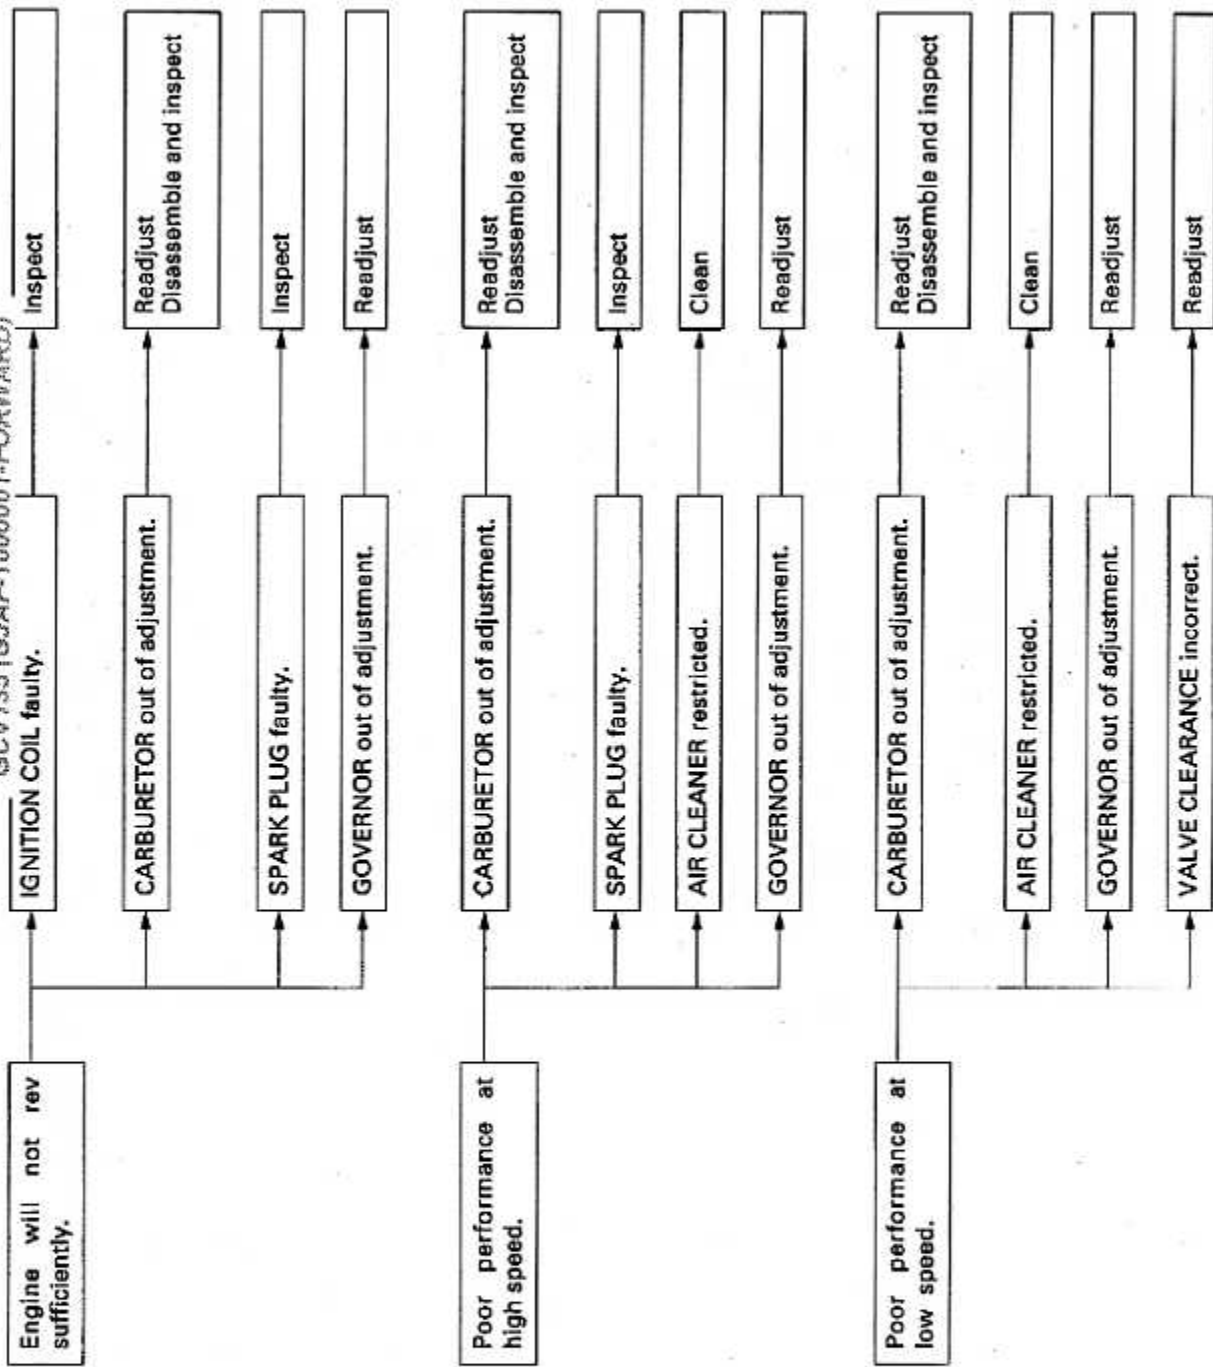 Engine will not rev
sufficiently.
IGNITION COIL faulty.
Inspect
CARBURETOR out of adjustment.
Readjust
Disassemble and inspect
SPARK PLUG faulty.
Inspect
GOVERNOR out of adjustment.
Readjust
Poor performance at
high speed.
CARBURETOR out of adjustment.
Readjust
Disassemble and inspect
SPARK PLUG faulty.
Inspect
AIR CLEANER restricted.
Clean
GOVERNOR out of adjustment.
Readjust
Poor performance at
low speed.
CARBURETOR out of adjustment.
Readjust
Disassemble and inspect
AIR CLEANER restricted.
Clean
GOVERNOR out of adjustment.
Readjust
VALVE CLEARANCE incorrect.
Readjust